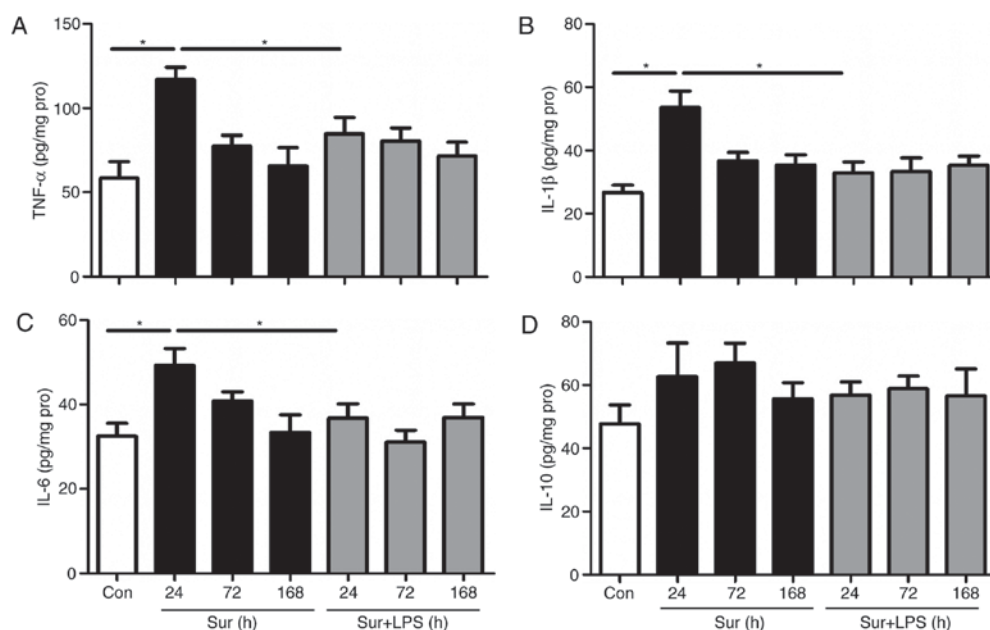 A
TNF-α (pg/mg pro)
150
100
50
0
*
*
B
IL-1β (pg/mg pro)
80
60
40
20
0
*
*
C
IL-6 (pg/mg pro)
60
40
20
0
*
*
Con 24 72 168 24 72 168
Sur (h) Sur+LPS (h)
D
IL-10 (pg/mg pro)
80
60
40
20
0
Con 24 72 168 24 72 168
Sur (h) Sur+LPS (h)